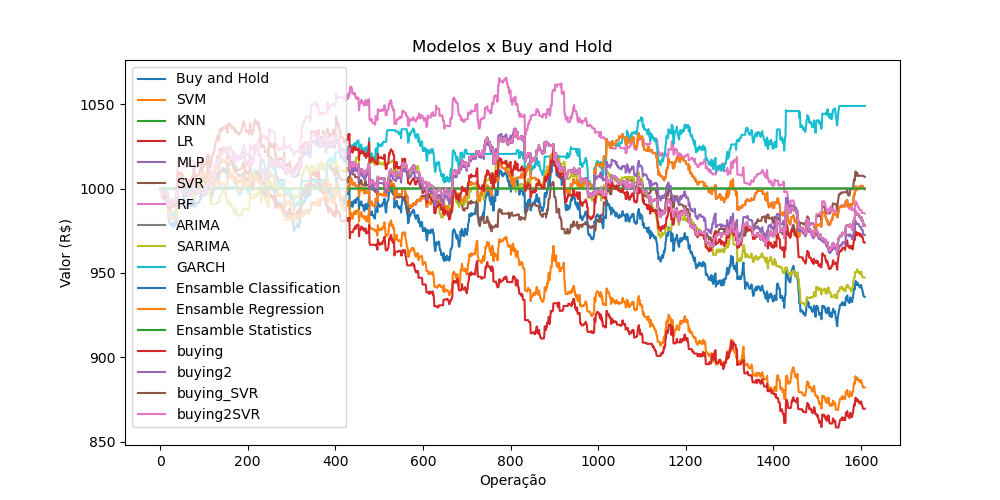 Modelos x Buy and Hold
Valor (R$)
1050
1000
950
900
850
Buy and Hold
SVM
KNN
LR
MLP
SVR
RF
ARIMA
SARIMA
GARCH
Ensamble Classification
Ensamble Regression
Ensamble Statistics
buying
buying2
buying_SVR
buying2SVR
0 200 400 600 800 1000 1200 1400 1600
Operação